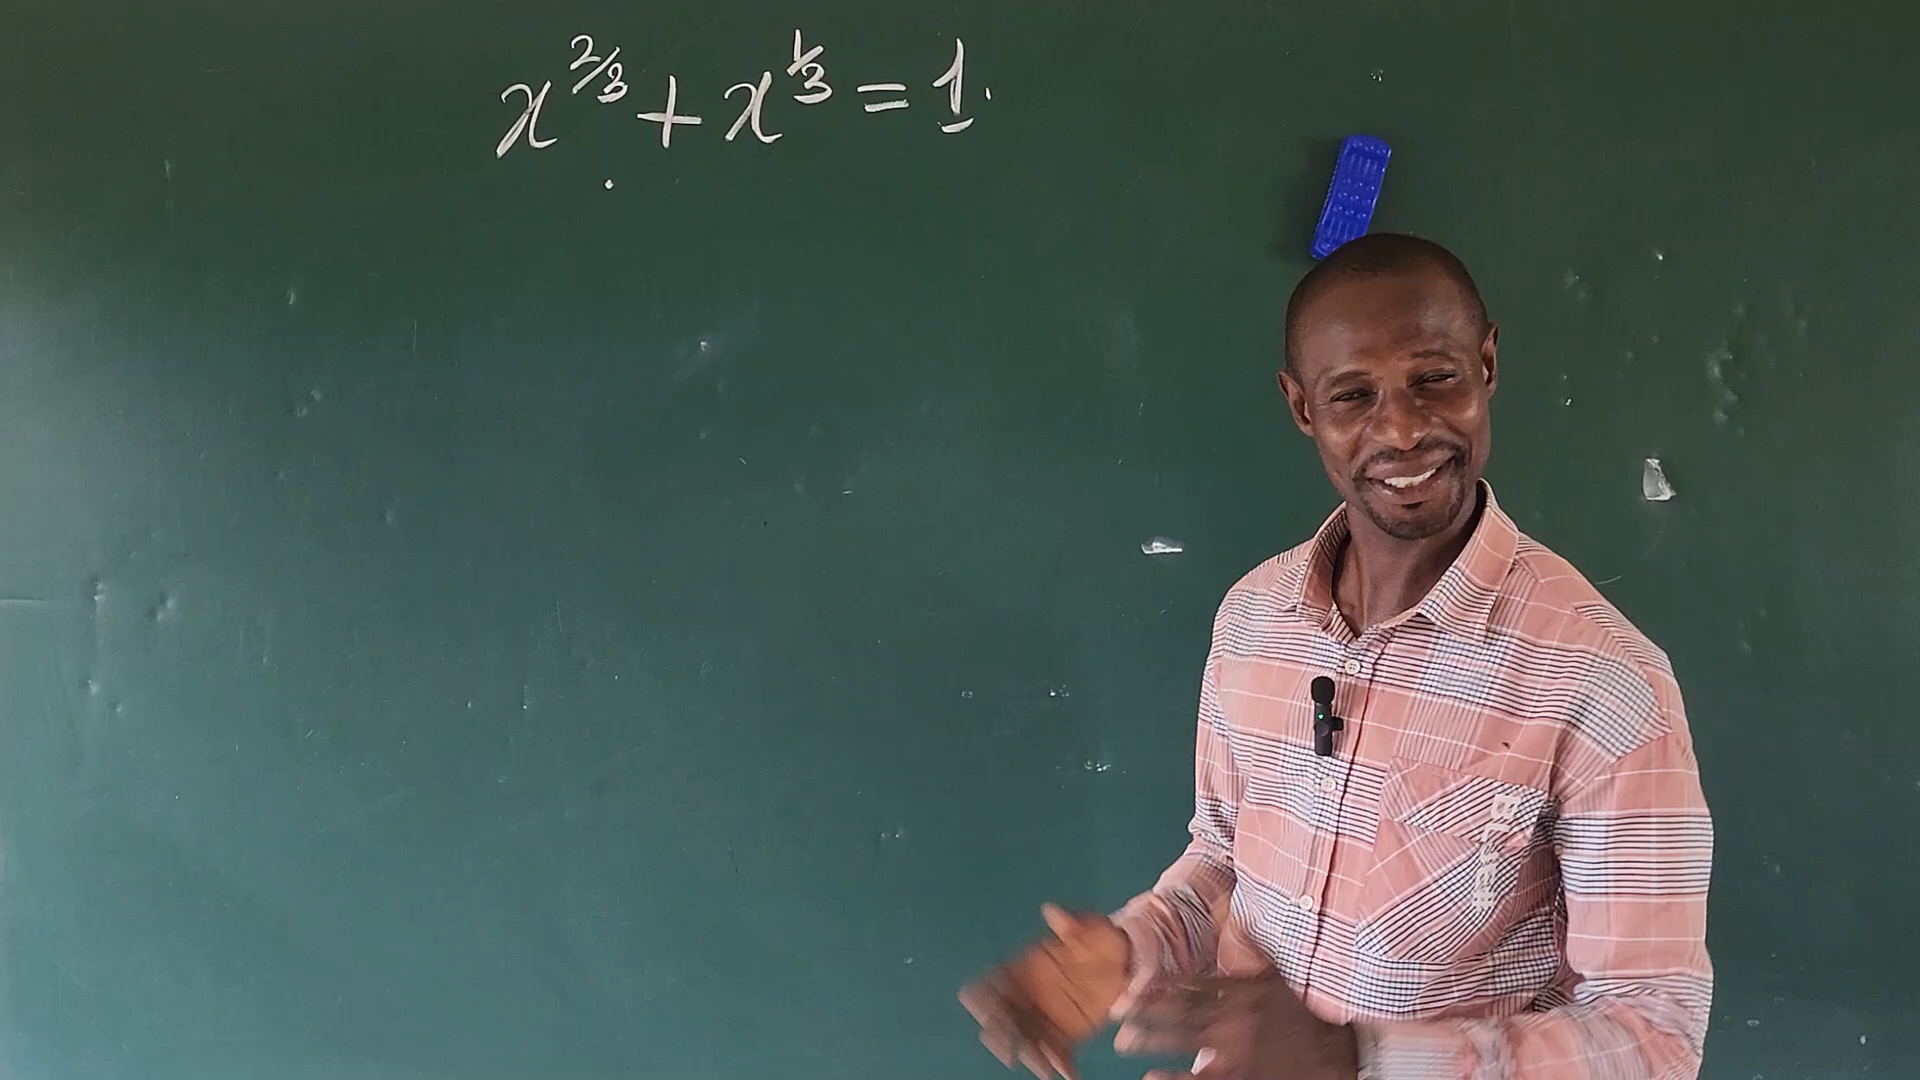 x^{2/3} + x^{1/3} = 1.